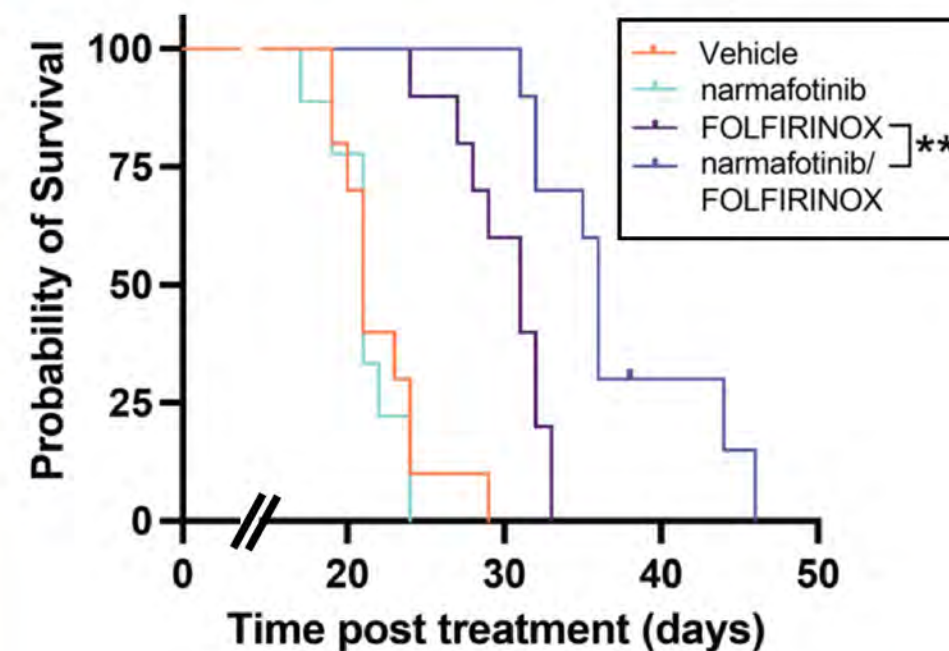 Probability of Survival
100
75
50
25
0
0 20 30 40 50
Time post treatment (days)
Vehicle
narmafotinib
FOLFIRINOX
narmafotinib/
FOLFIRINOX
**